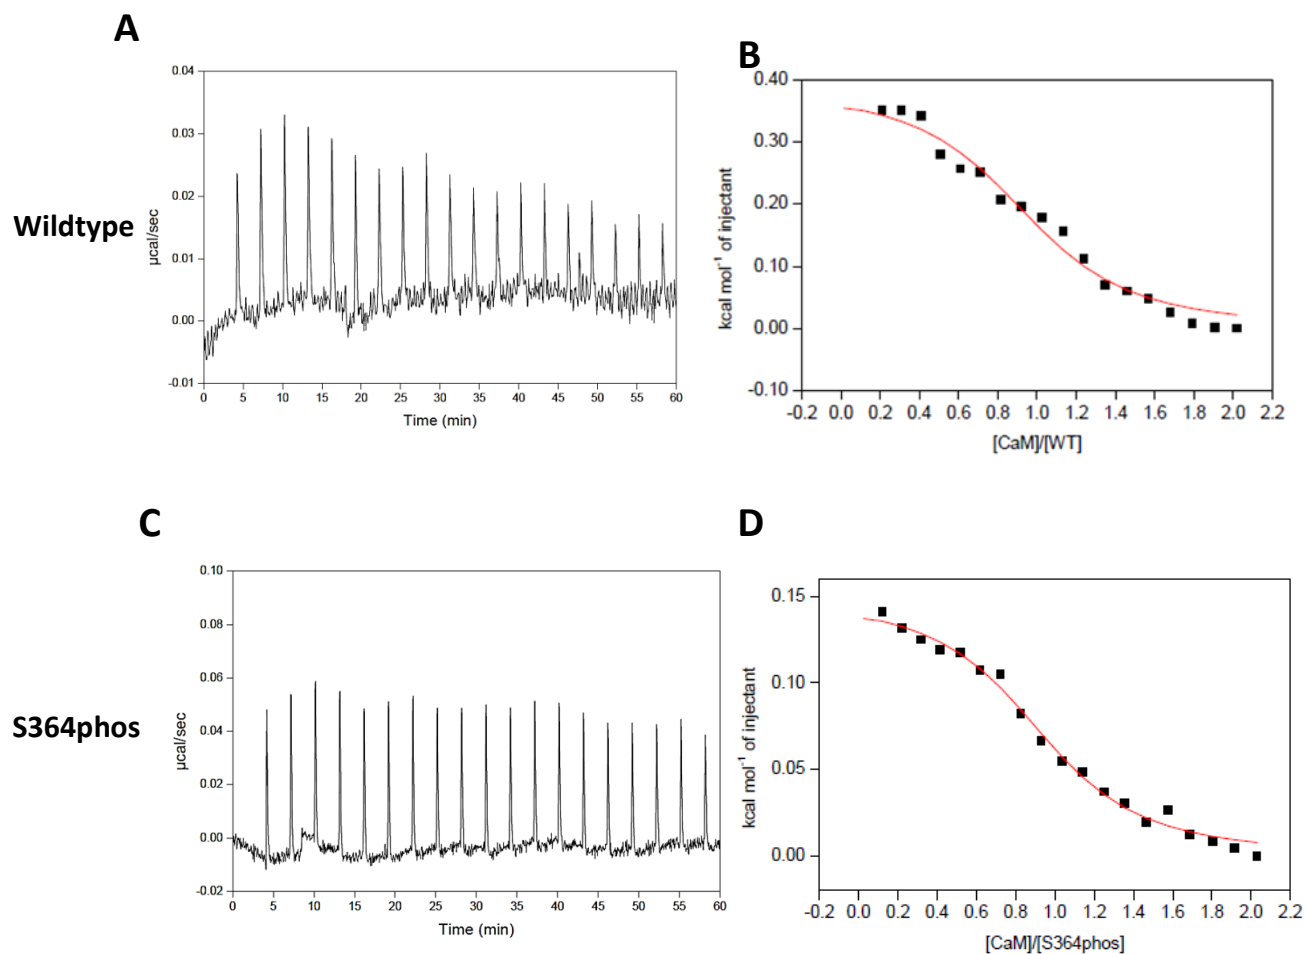 A
B
Wildtype
0.04
0.03
0.02
0.01
0.00
-0.01
µcal/sec
0 5 10 15 20 25 30 35 40 45 50 55 60
Time (min)
0.40
0.30
0.20
0.10
0.00
-0.10
kcal mol⁻¹ of injectant
-0.2 0.0 0.2 0.4 0.6 0.8 1.0 1.2 1.4 1.6 1.8 2.0 2.2
[CaM]/[WT]
C
D
S364phos
0.10
0.08
0.06
0.04
0.02
0.00
-0.02
µcal/sec
0 5 10 15 20 25 30 35 40 45 50 55 60
Time (min)
0.15
0.10
0.05
0.00
kcal mol⁻¹ of injectant
-0.2 0.0 0.2 0.4 0.6 0.8 1.0 1.2 1.4 1.6 1.8 2.0 2.2
[CaM]/[S364phos]